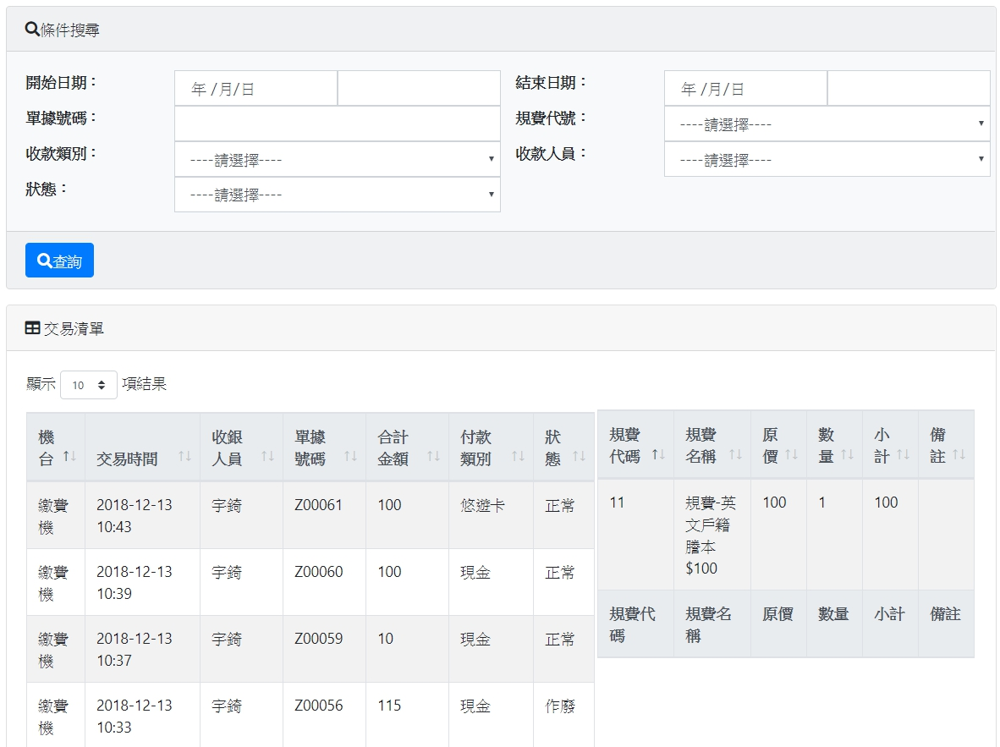 條件搜尋
開始日期：
年 /月/日
結束日期：
年 /月/日
單據號碼：
規費代號：
----請選擇----
收款類別：
----請選擇----
收款人員：
----請選擇----
狀態：
----請選擇----
查詢
交易清單
顯示 10 項結果
機台 交易時間 收銀人員 單據號碼 合計金額 付款類別 狀態
繳費機 2018-12-13 10:43 宇錡 Z00061 100 悠遊卡 正常
繳費機 2018-12-13 10:39 宇錡 Z00060 100 現金 正常
繳費機 2018-12-13 10:37 宇錡 Z00059 10 現金 正常
繳費機 2018-12-13 10:33 宇錡 Z00056 115 現金 作廢
規費代碼 規費名稱 原價 數量 小計 備註
11 規費-英文戶籍謄本$100 100 1 100
規費代碼 規費名稱 原價 數量 小計 備註